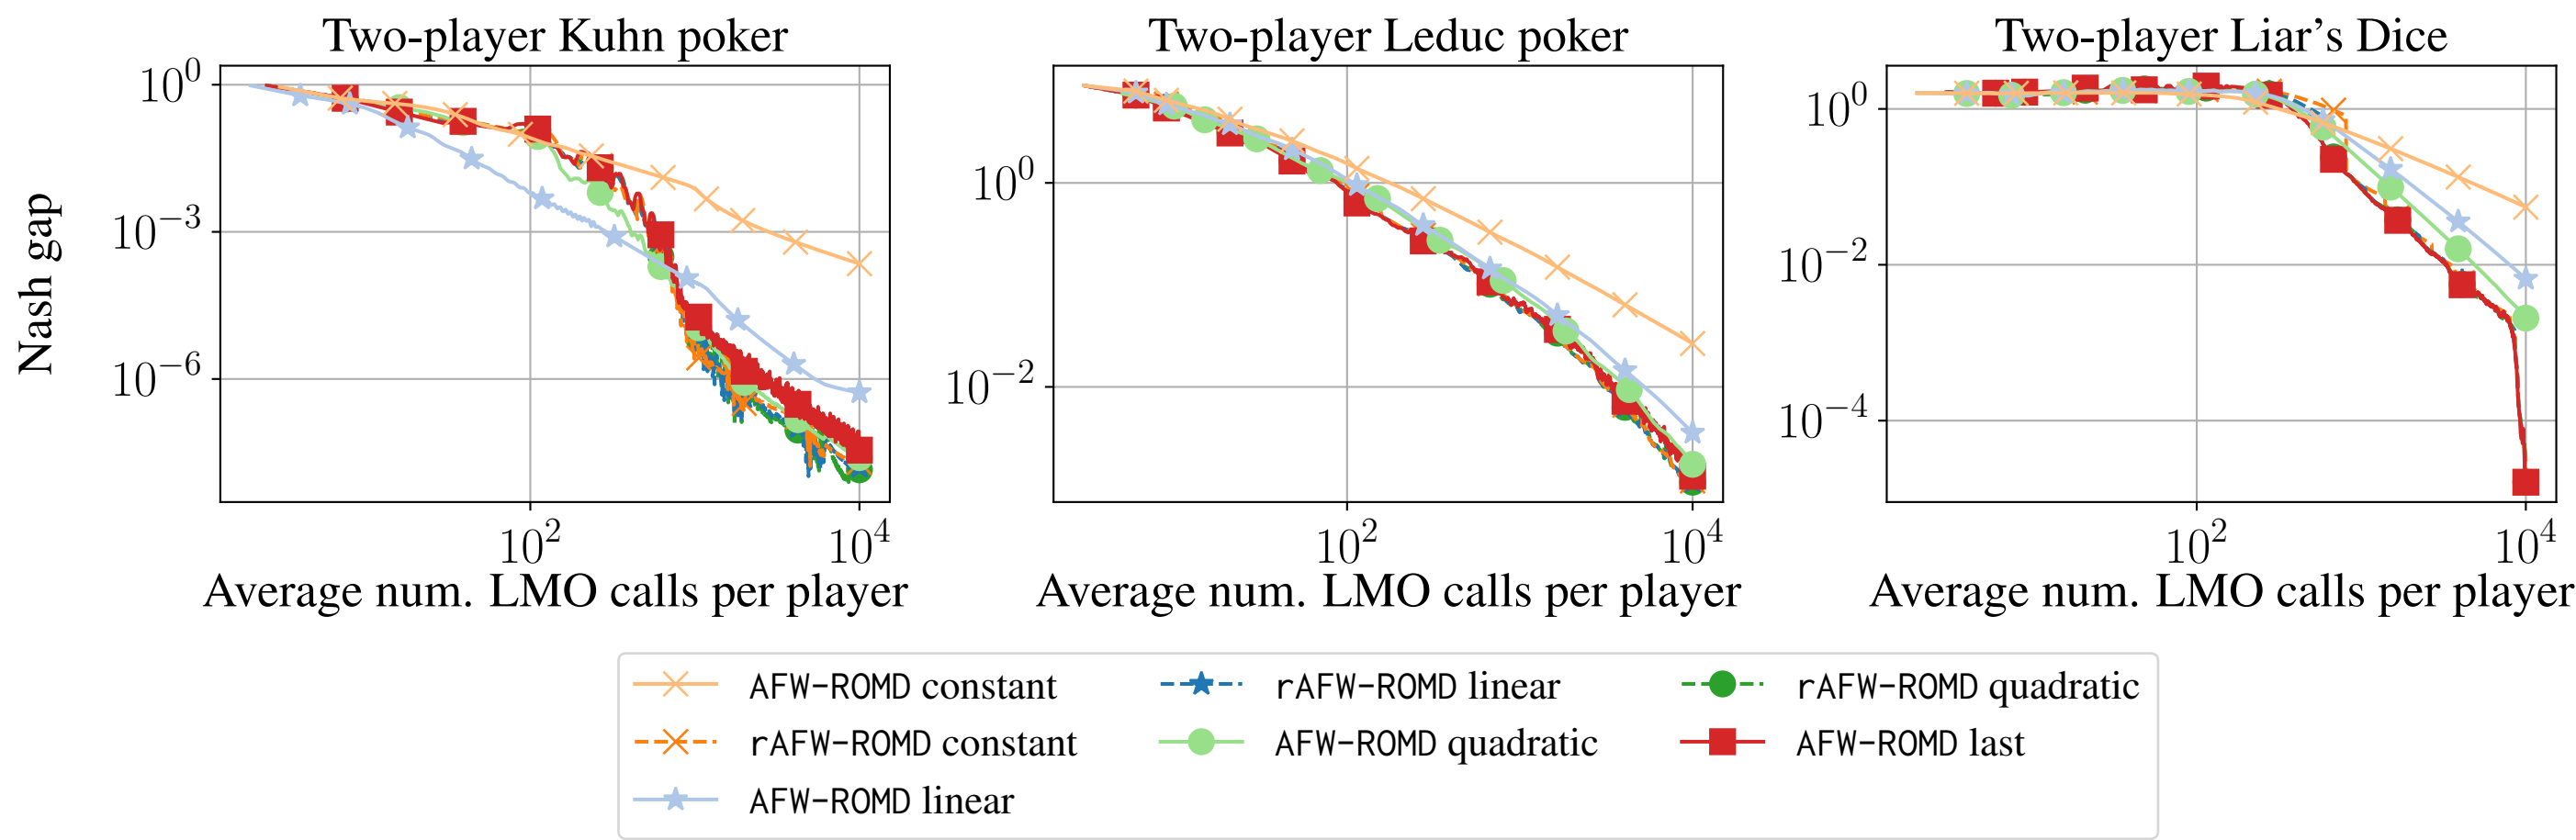 Two-player Kuhn poker
Two-player Leduc poker
Two-player Liar's Dice
Nash gap
10^0
10^-3
10^-6
10^2
10^4
Average num. LMO calls per player
10^0
10^-2
10^2
10^4
Average num. LMO calls per player
10^0
10^-2
10^-4
10^2
10^4
Average num. LMO calls per player
AFW-ROMD constant
rAFW-ROMD constant
AFW-ROMD linear
rAFW-ROMD linear
AFW-ROMD quadratic
rAFW-ROMD quadratic
AFW-ROMD last